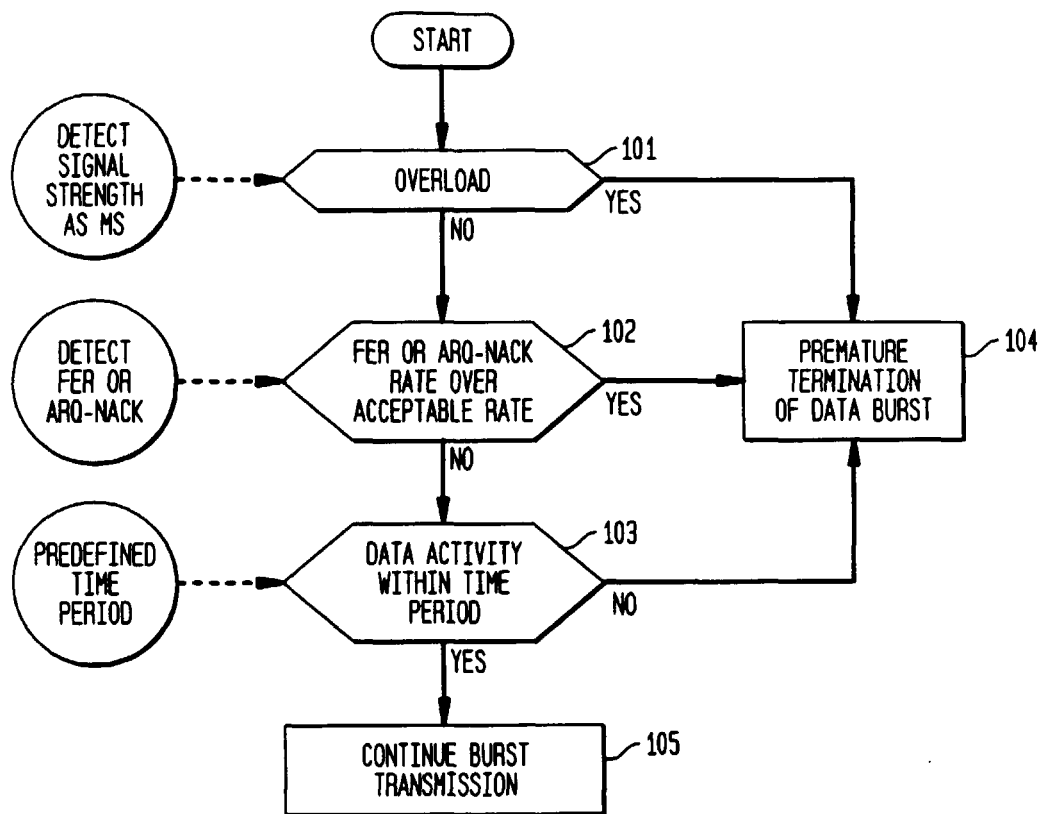 START
DETECT
SIGNAL
STRENGTH
AS MS
OVERLOAD
101
YES
NO
DETECT
FER OR
ARQ-NACK
FER OR ARQ-NACK
RATE OVER
ACCEPTABLE RATE
102
YES
NO
PREMATURE
TERMINATION
OF DATA BURST
104
PREDEFINED
TIME
PERIOD
DATA ACTIVITY
WITHIN TIME
PERIOD
103
NO
YES
CONTINUE BURST
TRANSMISSION
105